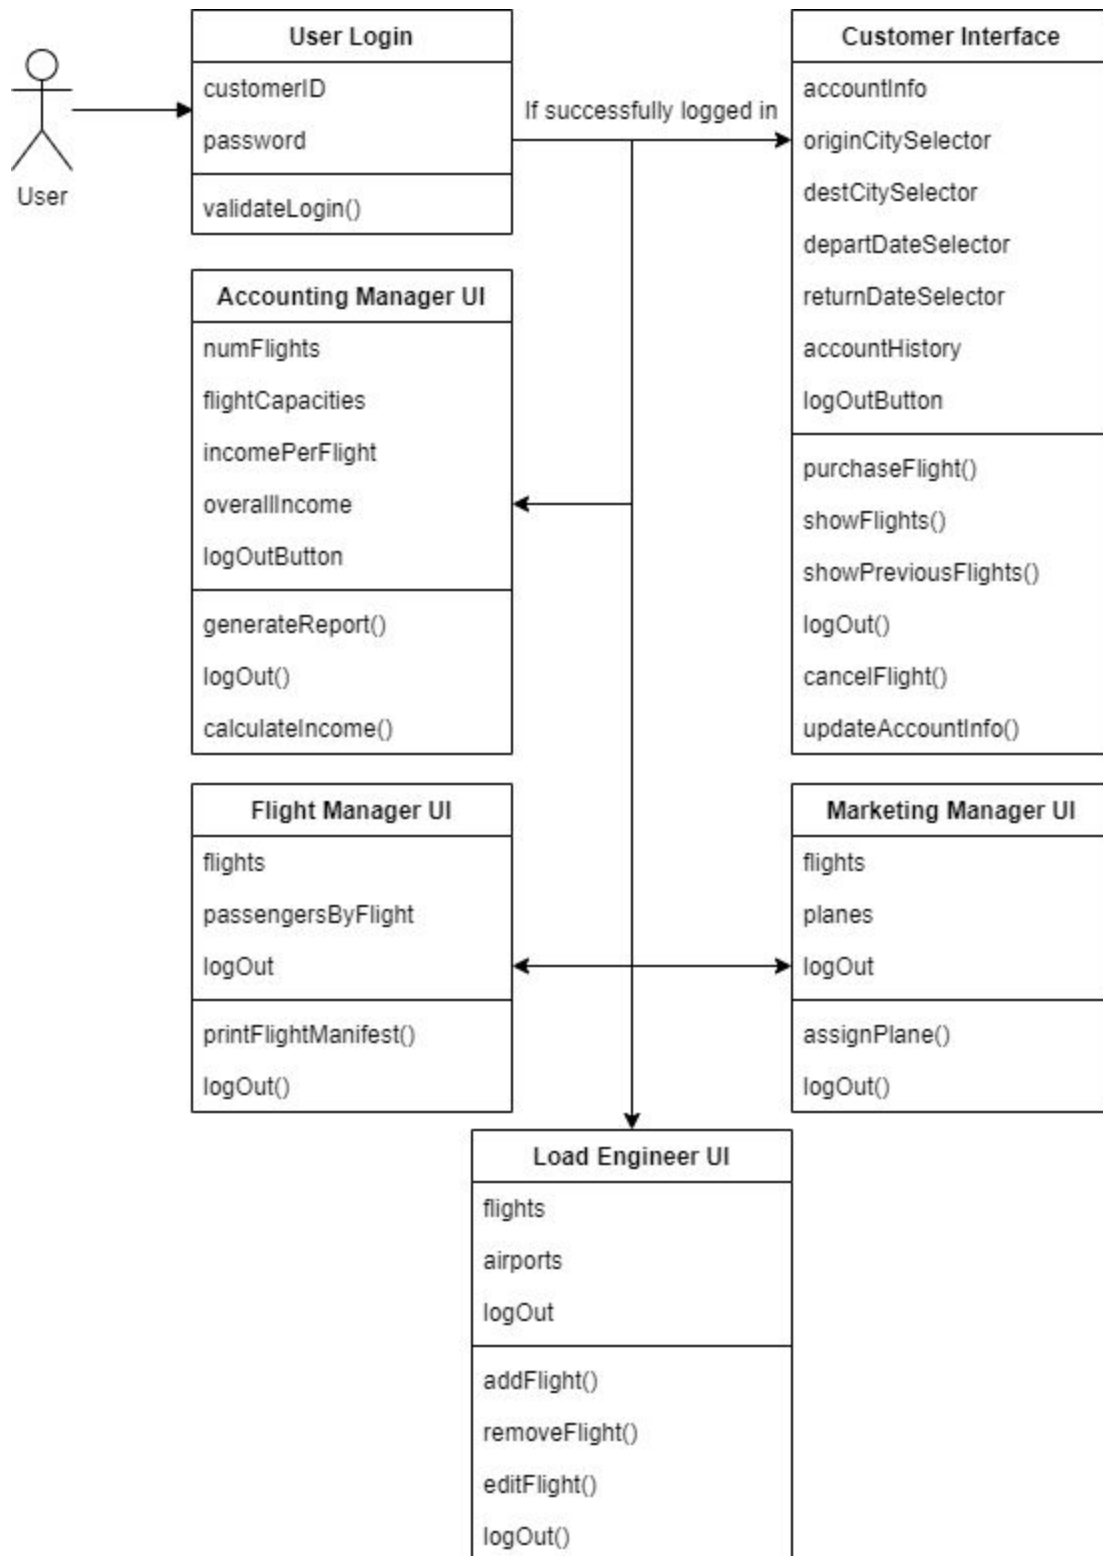 User
User Login
customerID
password
validateLogin()
If successfully logged in
Customer Interface
accountInfo
originCitySelector
destCitySelector
departDateSelector
returnDateSelector
accountHistory
logOutButton
purchaseFlight()
showFlights()
showPreviousFlights()
logOut()
cancelFlight()
updateAccountInfo()
Accounting Manager UI
numFlights
flightCapacities
incomePerFlight
overallIncome
logOutButton
generateReport()
logOut()
calculateIncome()
Flight Manager UI
flights
passengersByFlight
logOut
printFlightManifest()
logOut()
Marketing Manager UI
flights
planes
logOut
assignPlane()
logOut()
Load Engineer UI
flights
airports
logOut
addFlight()
removeFlight()
editFlight()
logOut()